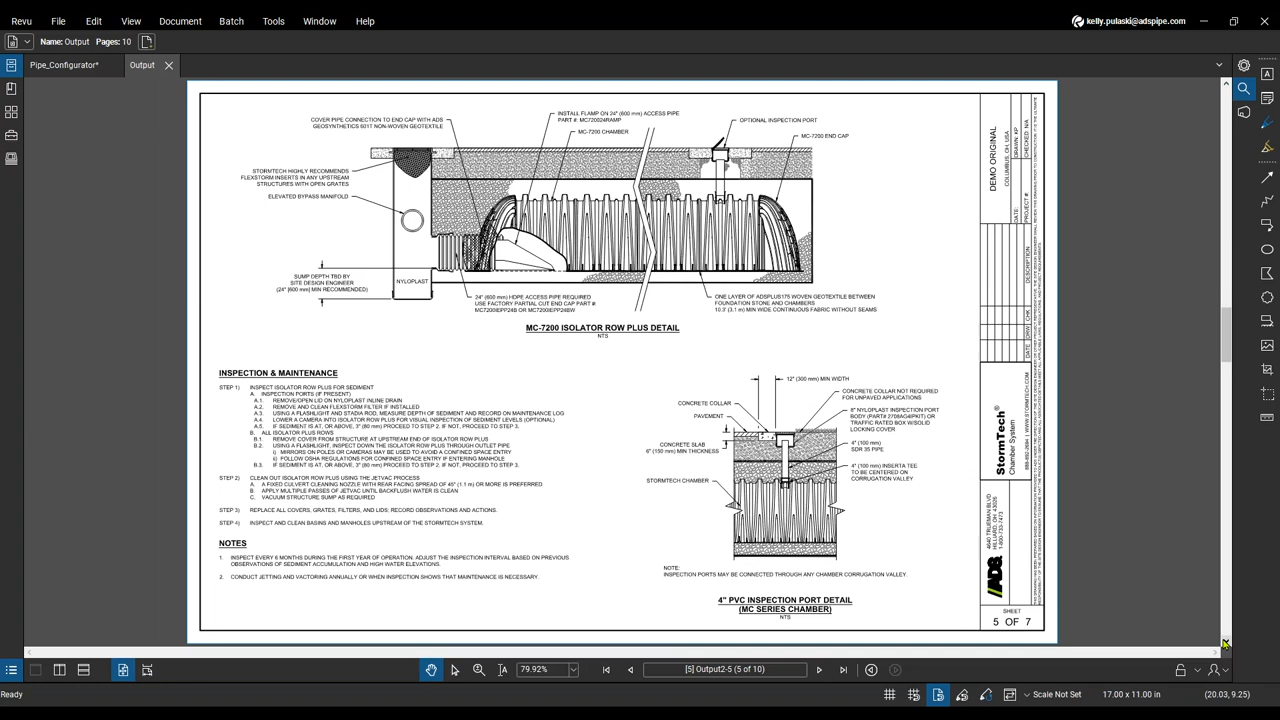 Revu File Edit View Document Batch Tools Window Help kelly.pulaski@adspipe.com
Name: Output Pages: 10
Pipe_Configurator* Output
COVER PIPE CONNECTION TO END CAP WITH ADS
GEOSYNTHETICS 601T NON-WOVEN GEOTEXTILE
INSTALL FLAMP ON 24" (600 mm) ACCESS PIPE
PART #: MC720024RAMP
MC-7200 CHAMBER
OPTIONAL INSPECTION PORT
MC-7200 END CAP
STORMTECH HIGHLY RECOMMENDS
FLEXSTORM INSERTS IN ANY UPSTREAM
STRUCTURES WITH OPEN GRATES
ELEVATED BYPASS MANIFOLD
SUMP DEPTH TBD BY
SITE DESIGN ENGINEER
(24" [600 mm] MIN RECOMMENDED)
NYLOPLAST
24" (600 mm) HDPE ACCESS PIPE REQUIRED
USE FACTORY PARTIAL CUT END CAP PART #:
MC7200IEPP24B OR MC7200IEPP24BW
ONE LAYER OF ADSPLUS175 WOVEN GEOTEXTILE BETWEEN
FOUNDATION STONE AND CHAMBERS
10.3' (3.1 m) MIN WIDE CONTINUOUS FABRIC WITHOUT SEAMS
MC-7200 ISOLATOR ROW PLUS DETAIL
NTS
INSPECTION & MAINTENANCE
STEP 1) INSPECT ISOLATOR ROW PLUS FOR SEDIMENT
A. INSPECTION PORTS (IF PRESENT)
A.1. REMOVE/OPEN LID ON NYLOPLAST INLINE DRAIN
A.2. REMOVE AND CLEAN FLEXSTORM FILTER IF INSTALLED
A.3. USING A FLASHLIGHT AND STADIA ROD, MEASURE DEPTH OF SEDIMENT AND RECORD ON MAINTENANCE LOG
A.4. LOWER A CAMERA INTO ISOLATOR ROW PLUS FOR VISUAL INSPECTION OF SEDIMENT LEVELS (OPTIONAL)
A.5. IF SEDIMENT IS AT, OR ABOVE, 3" (80 mm) PROCEED TO STEP 2. IF NOT, PROCEED TO STEP 3.
B. ALL ISOLATOR PLUS ROWS
B.1. REMOVE COVER FROM STRUCTURE AT UPSTREAM END OF ISOLATOR ROW PLUS
B.2. USING A FLASHLIGHT, INSPECT DOWN THE ISOLATOR ROW PLUS THROUGH OUTLET PIPE
i) MIRRORS ON POLES OR CAMERAS MAY BE USED TO AVOID A CONFINED SPACE ENTRY
ii) FOLLOW OSHA REGULATIONS FOR CONFINED SPACE ENTRY IF ENTERING MANHOLE
B.3. IF SEDIMENT IS AT, OR ABOVE, 3" (80 mm) PROCEED TO STEP 2. IF NOT, PROCEED TO STEP 3.
STEP 2) CLEAN OUT ISOLATOR ROW PLUS USING THE JETVAC PROCESS
A. A FIXED CULVERT CLEANING NOZZLE WITH REAR FACING SPREAD OF 45" (1.1 m) OR MORE IS PREFERRED
B. APPLY MULTIPLE PASSES OF JETVAC UNTIL BACKFLUSH WATER IS CLEAN
C. VACUUM STRUCTURE SUMP AS REQUIRED
STEP 3) REPLACE ALL COVERS, GRATES, FILTERS, AND LIDS; RECORD OBSERVATIONS AND ACTIONS.
STEP 4) INSPECT AND CLEAN BASINS AND MANHOLES UPSTREAM OF THE STORMTECH SYSTEM.
NOTES
1. INSPECT EVERY 6 MONTHS DURING THE FIRST YEAR OF OPERATION. ADJUST THE INSPECTION INTERVAL BASED ON PREVIOUS
OBSERVATIONS OF SEDIMENT ACCUMULATION AND HIGH WATER ELEVATIONS.
2. CONDUCT JETTING AND VACTORING ANNUALLY OR WHEN INSPECTION SHOWS THAT MAINTENANCE IS NECESSARY.
12" (300 mm) MIN WIDTH
CONCRETE COLLAR
PAVEMENT
CONCRETE SLAB
6" (150 mm) MIN THICKNESS
STORMTECH CHAMBER
CONCRETE COLLAR NOT REQUIRED
FOR UNPAVED APPLICATIONS
8" NYLOPLAST INSPECTION PORT
BODY (PART# 2708AG4IPKIT) OR
TRAFFIC RATED BOX W/SOLID
LOCKING COVER
4" (100 mm)
SDR 35 PIPE
4" (100 mm) INSERTA TEE
TO BE CENTERED ON
CORRUGATION VALLEY
NOTE:
INSPECTION PORTS MAY BE CONNECTED THROUGH ANY CHAMBER CORRUGATION VALLEY.
4" PVC INSPECTION PORT DETAIL
(MC SERIES CHAMBER)
NTS
DEMO ORIGINAL
COLUMBUS, OH, USA
DATE: DRAWN: KP
PROJECT #: CHECKED: N/A
DATE DRW CHK DESCRIPTION
StormTech®
Chamber System
888-892-2694 | WWW.STORMTECH.COM
4640 TRUEMAN BLVD
HILLIARD, OH 43026
1-800-733-7473
ADS
SHEET
5 OF 7
79.92% [5] Output2-5 (5 of 10)
Ready Scale Not Set 17.00 x 11.00 in (20.03, 9.25)